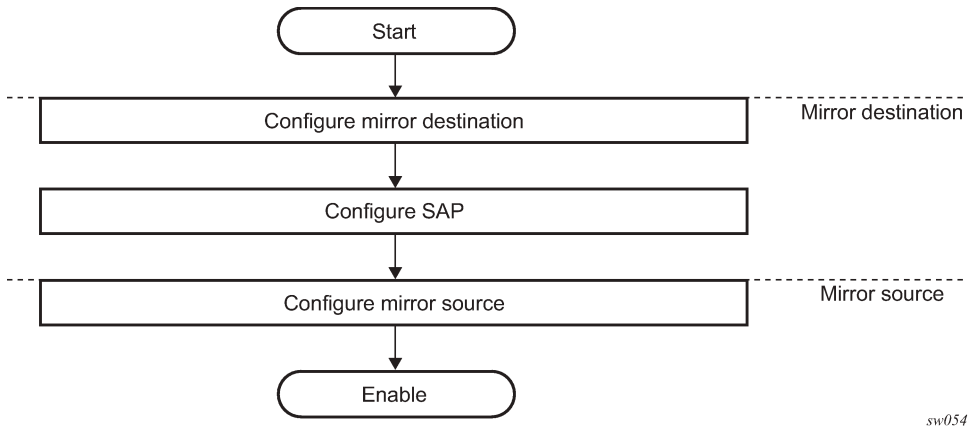 Start
Configure mirror destination
Mirror destination
Configure SAP
Configure mirror source
Mirror source
Enable
sw054